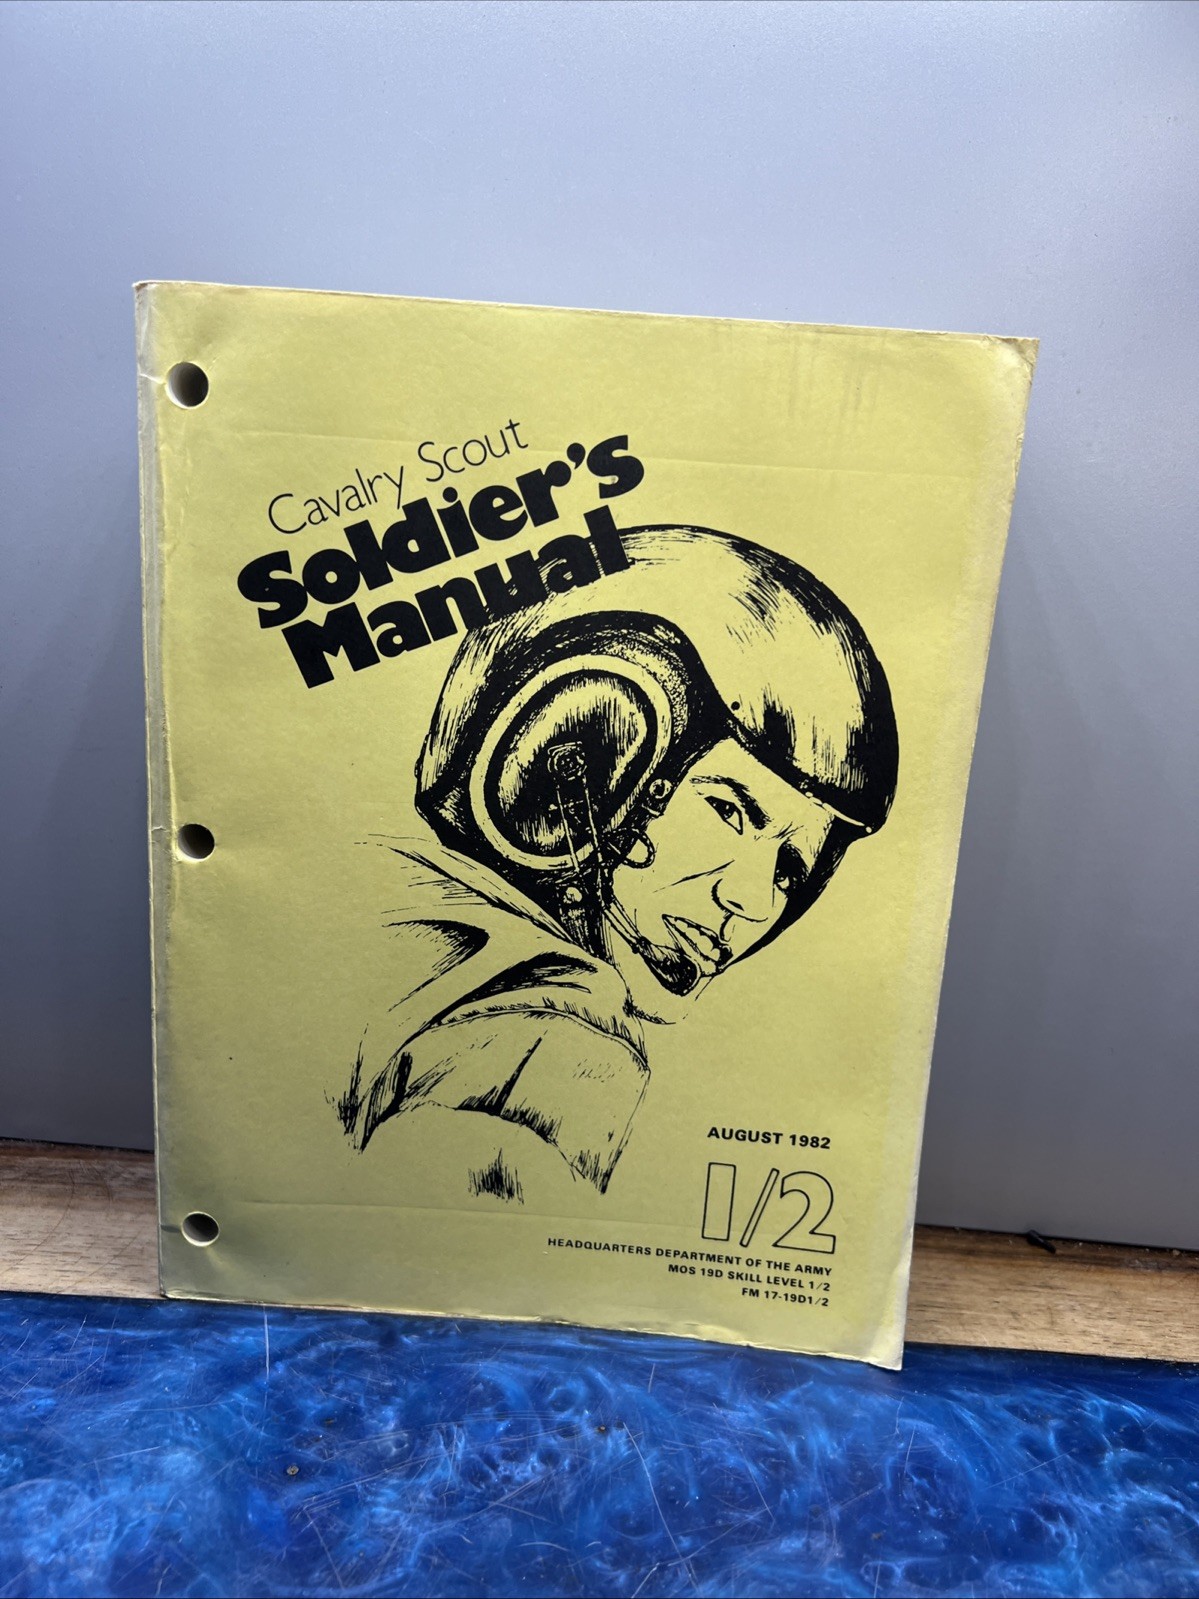 Cavalry Scout
Soldier's
Manual
AUGUST 1982
1/2
HEADQUARTERS DEPARTMENT OF THE ARMY
MOS 19D SKILL LEVEL 1/2
FM 17-19D1/2